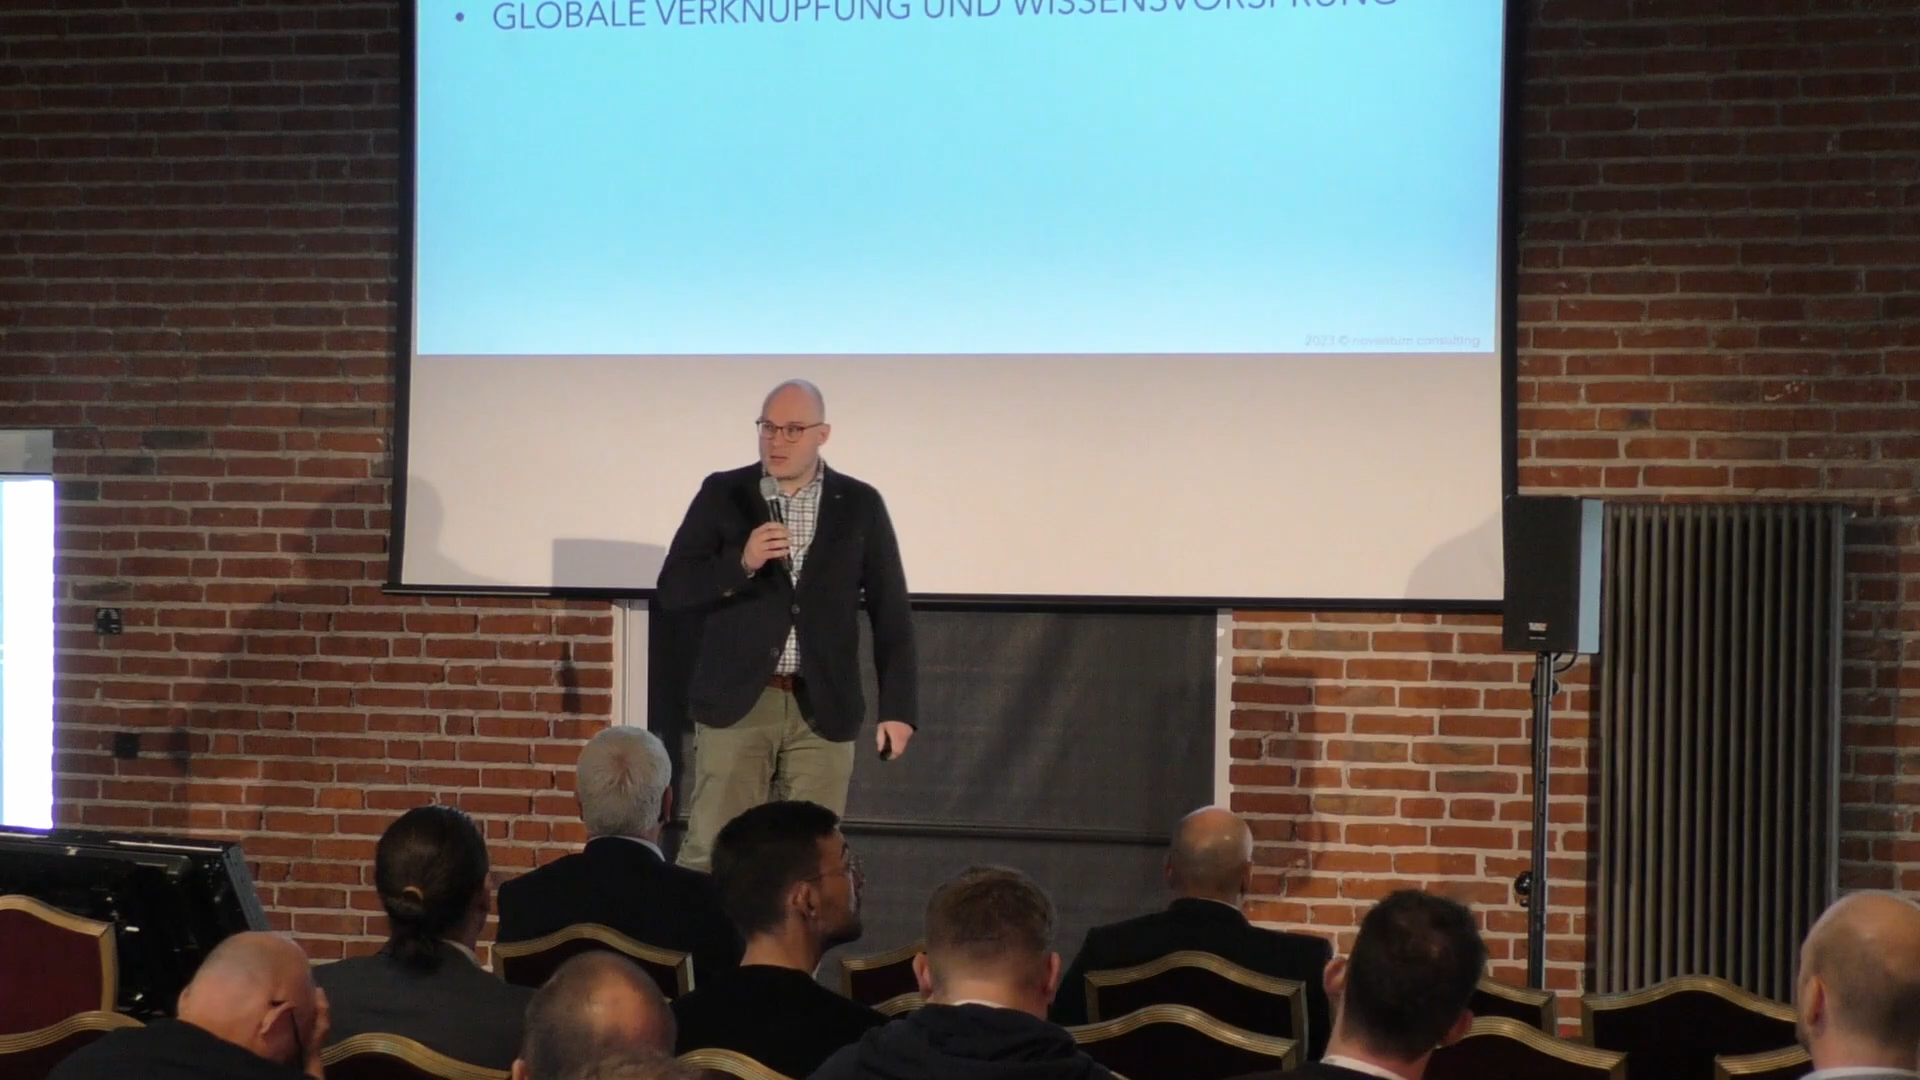 • GLOBALE VERKNÜPFUNG UND WISSENSVORSPRUNG
2023 © noventum consulting